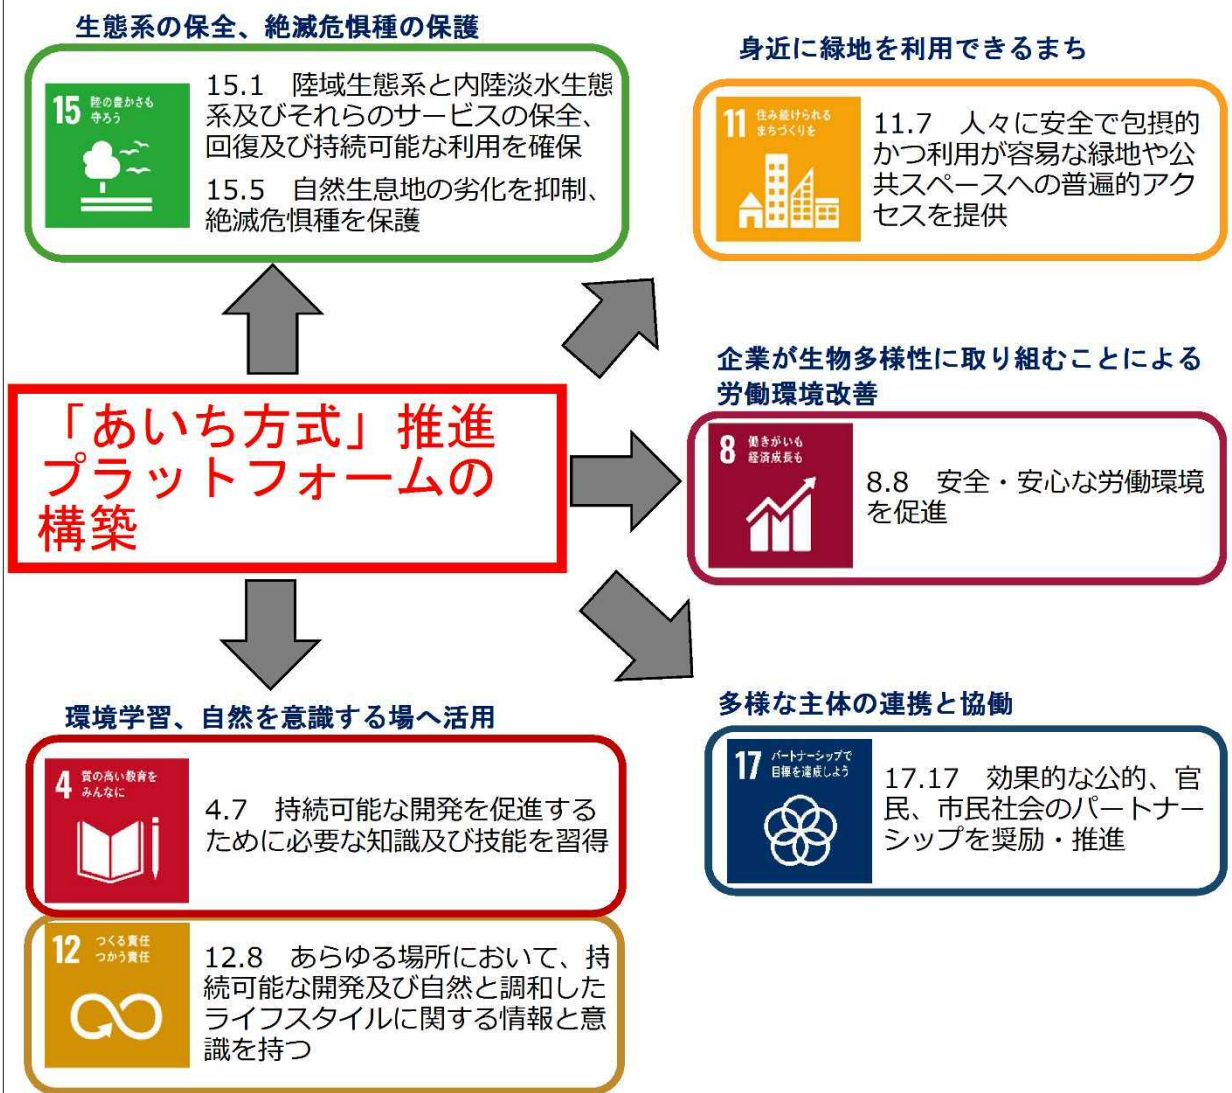 生態系の保全、絶滅危惧種の保護
15 陸の豊かさも
守ろう
15.1　陸域生態系と内陸淡水生態
系及びそれらのサービスの保全、
回復及び持続可能な利用を確保
15.5　自然生息地の劣化を抑制、
絶滅危惧種を保護
身近に緑地を利用できるまち
11 住み続けられる
まちづくりを
11.7　人々に安全で包摂的
かつ利用が容易な緑地や公
共スペースへの普遍的アク
セスを提供
「あいち方式」推進
プラットフォームの
構築
企業が生物多様性に取り組むことによる
労働環境改善
8 働きがいも
経済成長も
8.8　安全・安心な労働環境
を促進
環境学習、自然を意識する場へ活用
4 質の高い教育を
みんなに
4.7　持続可能な開発を促進する
ために必要な知識及び技能を習得
12 つくる責任
つかう責任
12.8　あらゆる場所において、持
続可能な開発及び自然と調和した
ライフスタイルに関する情報と意
識を持つ
多様な主体の連携と協働
17 パートナーシップで
目標を達成しよう
17.17　効果的な公的、官
民、市民社会のパートナー
シップを奨励・推進